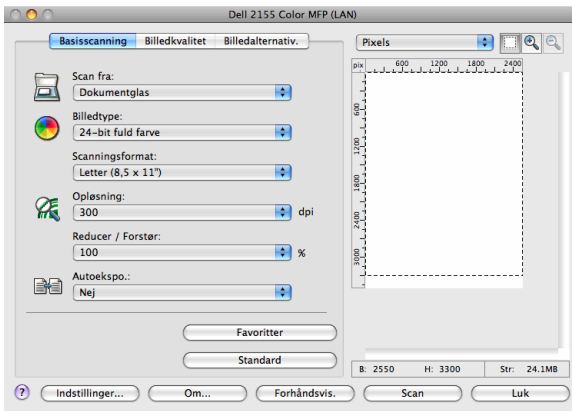 Dell 2155 Color MFP (LAN)
Basisscanning Billedkvalitet Billedalternativ.
Scan fra:
Dokumentglas
Billedtype:
24-bit fuld farve
Scanningsformat:
Letter (8,5 x 11")
Opløsning:
300 dpi
Reducer / Forstør:
100 %
Autoekspo.:
Nej
Favoritter
Standard
Pixels
pix 600 1200 1800 2400
600
1200
1800
2400
3000
B: 2550 H: 3300 Str: 24.1MB
? Indstillinger... Om... Forhåndsvis. Scan Luk